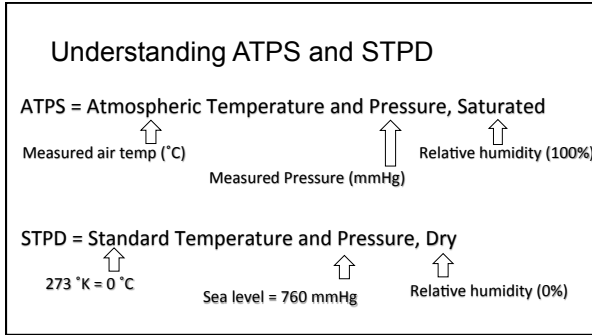 Understanding ATPS and STPD
ATPS = Atmospheric Temperature and Pressure, Saturated
Measured air temp (˚C)
Measured Pressure (mmHg)
Relative humidity (100%)
STPD = Standard Temperature and Pressure, Dry
273 ˚K = 0 ˚C
Sea level = 760 mmHg
Relative humidity (0%)